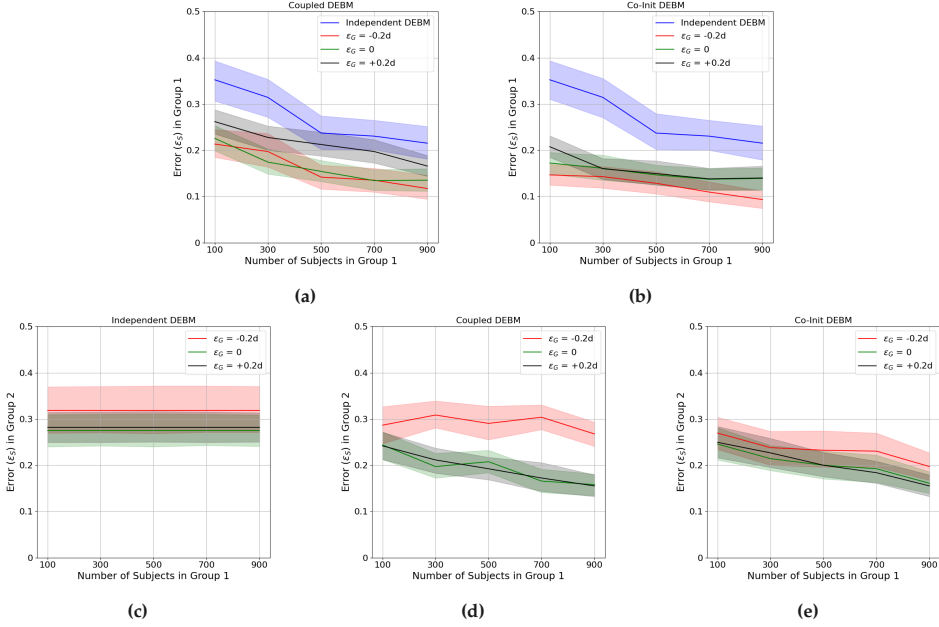 Coupled DEBM
Co-Init DEBM
0.5
0.4
0.3
0.2
0.1
0
Error (εS) in Group 1
Independent DEBM
εG = -0.2d
εG = 0
εG = +0.2d
100
300
500
700
900
Number of Subjects in Group 1
0.5
0.4
0.3
0.2
0.1
0
Error (εS) in Group 1
Independent DEBM
εG = -0.2d
εG = 0
εG = +0.2d
100
300
500
700
900
Number of Subjects in Group 1
(a)
(b)
Independent DEBM
Coupled DEBM
Co-Init DEBM
0.5
0.4
0.3
0.2
0.1
0
Error (εS) in Group 2
εG = -0.2d
εG = 0
εG = +0.2d
100
300
500
700
900
Number of Subjects in Group 1
0.5
0.4
0.3
0.2
0.1
0
Error (εS) in Group 2
εG = -0.2d
εG = 0
εG = +0.2d
100
300
500
700
900
Number of Subjects in Group 1
0.5
0.4
0.3
0.2
0.1
0
Error (εS) in Group 2
εG = -0.2d
εG = 0
εG = +0.2d
100
300
500
700
900
Number of Subjects in Group 1
(c)
(d)
(e)